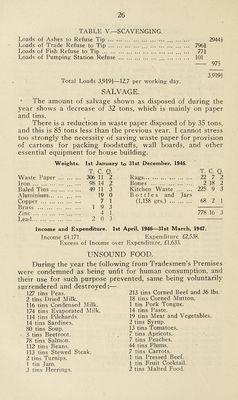 26
TABLE V.—SCAVENGING.
Loads of Ashes to Refuse Tip ... 2944½
Loads of Trade Refuse to Tip ... 796½
Loads of Fish Refuse to Tip ... 77½
Loads of Pumping Station Refuse ... 101
975
3,919½
Total Loads 3,919½—12.7 per working day.
SALVAGE.
The amount of salvage shown as disposed of during the
year shows a decrease of 32 tons, which is mainly on paper
and tins.
There is a reduction in waste paper disposed of by 35 tons,
and this is 85 tons less than the previous year. I cannot stress
too strongly the necessity of saving waste paper for provision
of cartons for packing foodstuffs, wall boards, and other
essential equipment for house building.
Weights. 1st January to 31st December, 1946.
T. C. Q. T. C. Q.
Waste Paper ... 306 11 2 Rags ... 22 7 2
Iron ... 98 14 2 Bones ... 3 18 2
Baled Tins ... 49 11 3 Kitchen Waste ... 225 9 3
Aluminium ... 19 0 Bottles and Jars
Copper ... 7 1 (1,158 grs.) ... 68 2 1
Brass ... 1 9 3
Zinc ... 4 1 778 16 3
Lead ... 2 0 3
Income and Expenditure. 1st April, 1946—31st March, 1947.
Income £4,171. Expenditure £2,538.
Excess of Income over Expenditure, £1,633.
UNSOUND FOOD.
During the year the following from Tradesmen's Premises
were condemned as being unfit for human consumption, and
their use for such purpose prevented, same being voluntarily
surrendered and destroyed:—
127 tins Peas. 213 tins Corned Beef and 36 lbs.
2 tins Dried Milk. 18 tins Corned Mutton.
116 tins Condensed Milk. 1 tin Pork Tongue.
174 tins Evaporated Milk. 14 tins Paste.
114 tins Pilchards. 19 tins Meat and Vegetables.
14 tins Sardines. 2 tins Syrup.
80 tins Soup. 13 tins Tomatoes.
3 tins Beetroot. 7 tins Apricots.
78 tins Salmon. 7 tins Peaches.
112 tins Beans. 44 tins Plums.
113 tins Stewed Steak. 7 tins Carrots.
2 tins Turnips. 1 tin Pressed Beef.
1 tin Jam. 1 tin Fruit Cocktail.
3 tins Herrings. 2 tins Malted Food.